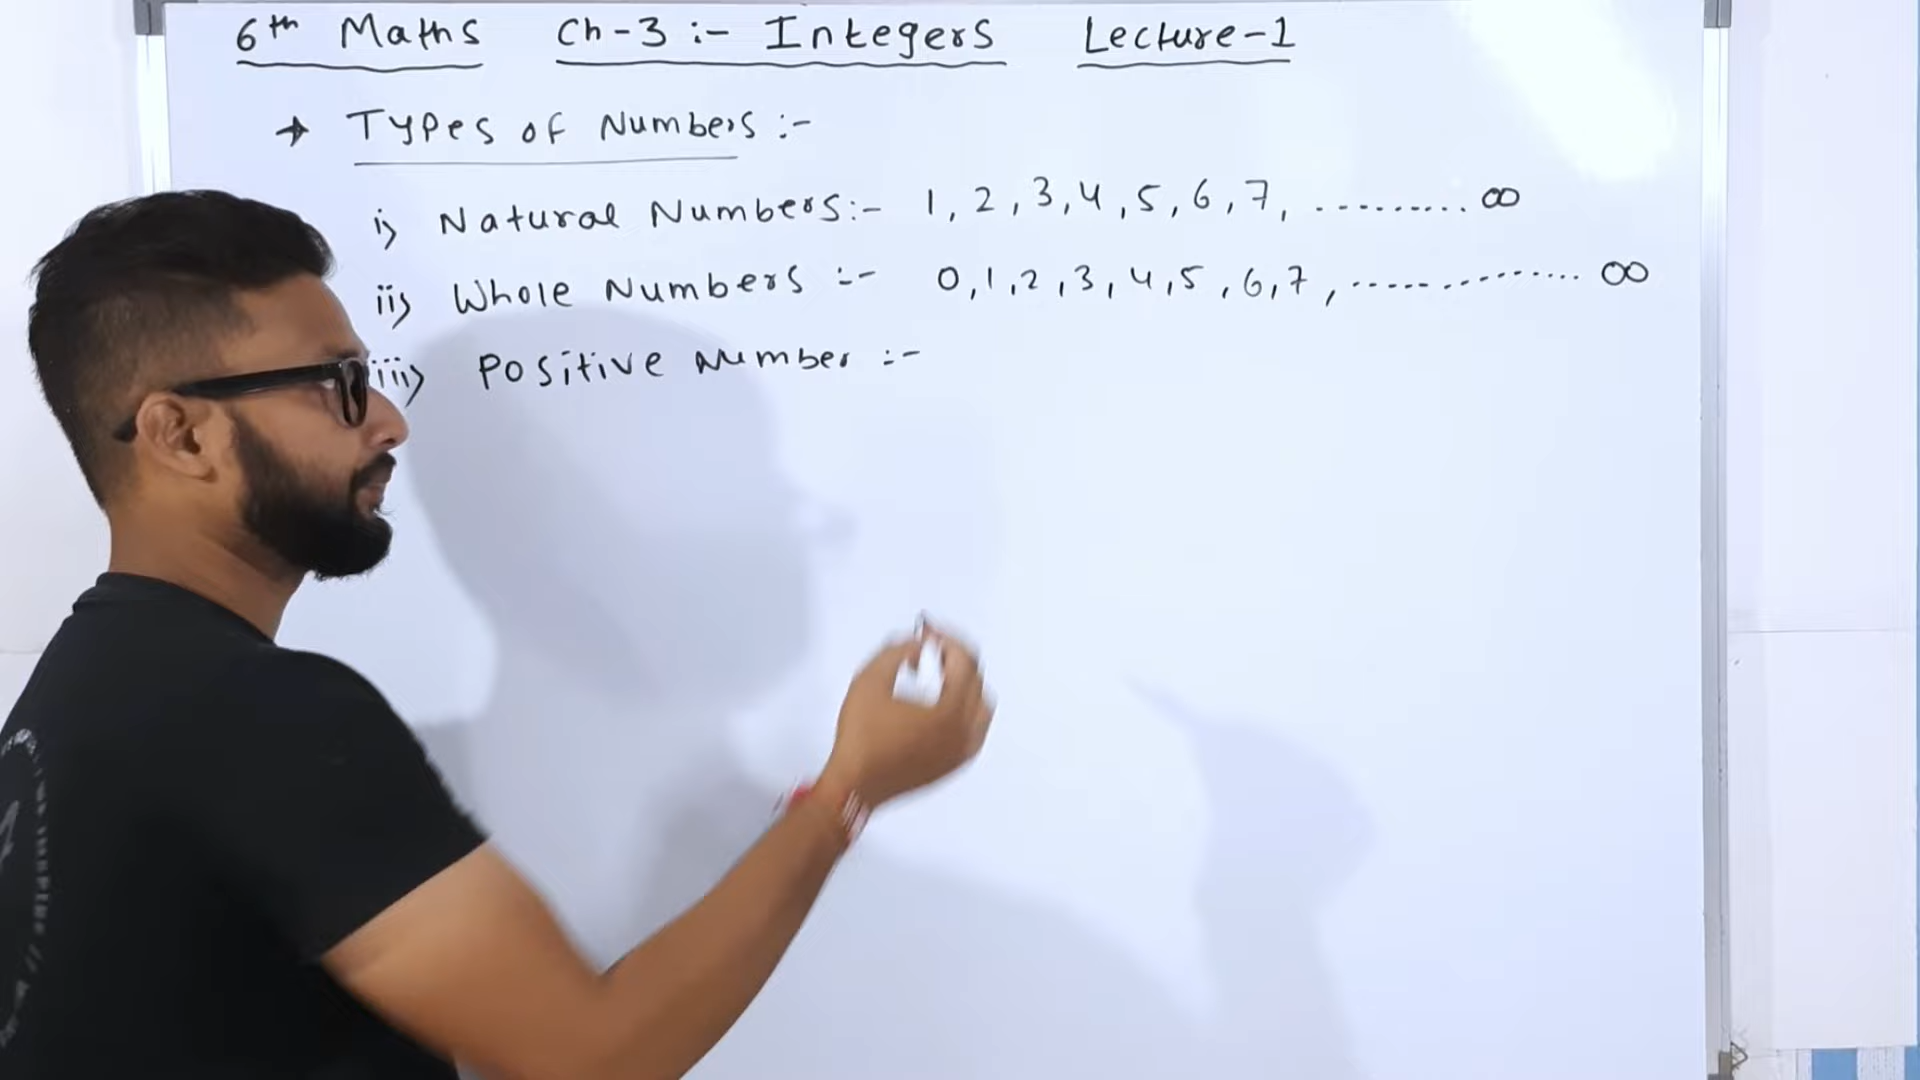 6th Maths Ch-3 :- Integers Lecture-1
→ Types of Numbers :-
i> Natural Numbers:- 1, 2, 3, 4, 5, 6, 7, .......... ∞
ii> Whole Numbers :- 0, 1, 2, 3, 4, 5, 6, 7, --------------- ∞
iii> Positive Number :-